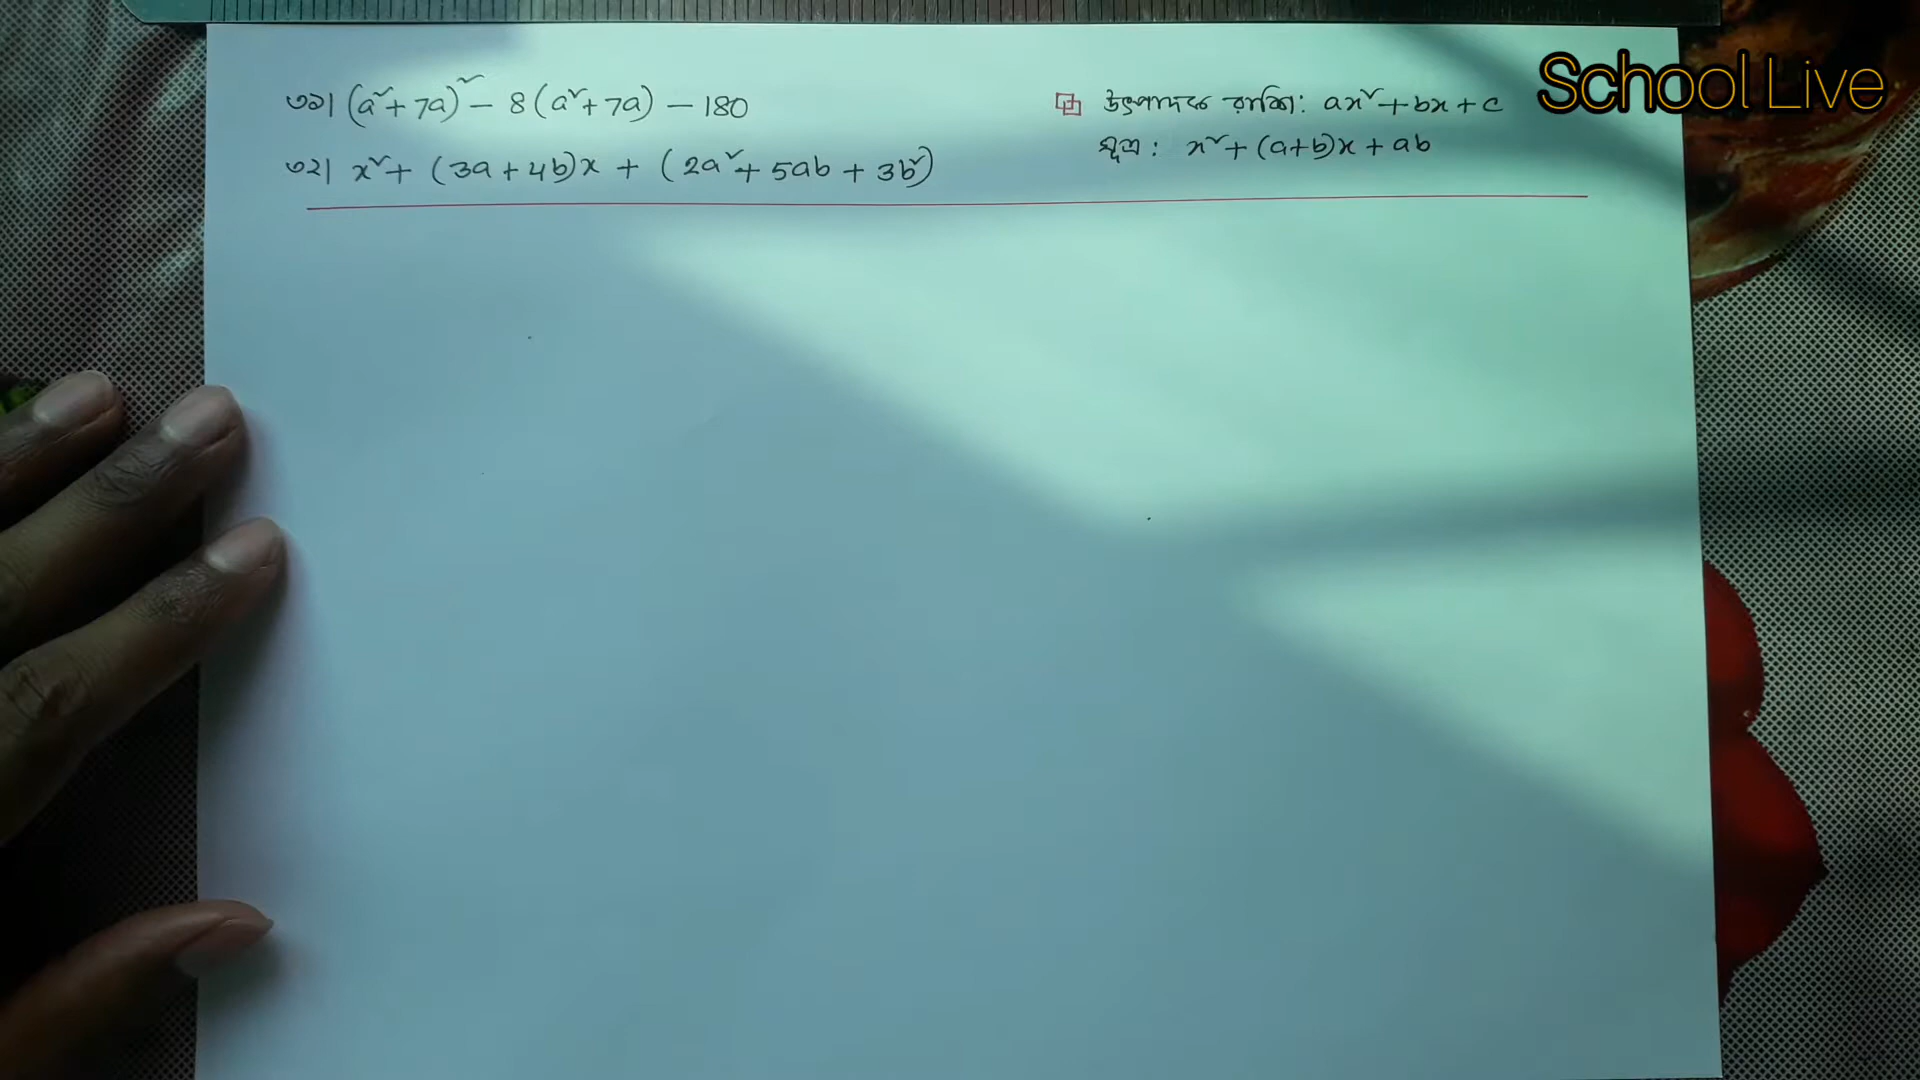 ৩১| (a² + 7a)² - 8(a² + 7a) - 180
৩২| x² + (3a + 4b)x + (2a² + 5ab + 3b²)
উৎপাদকে রাশি: ax² + bx + c
সূত্র: x² + (a+b)x + ab
School Live